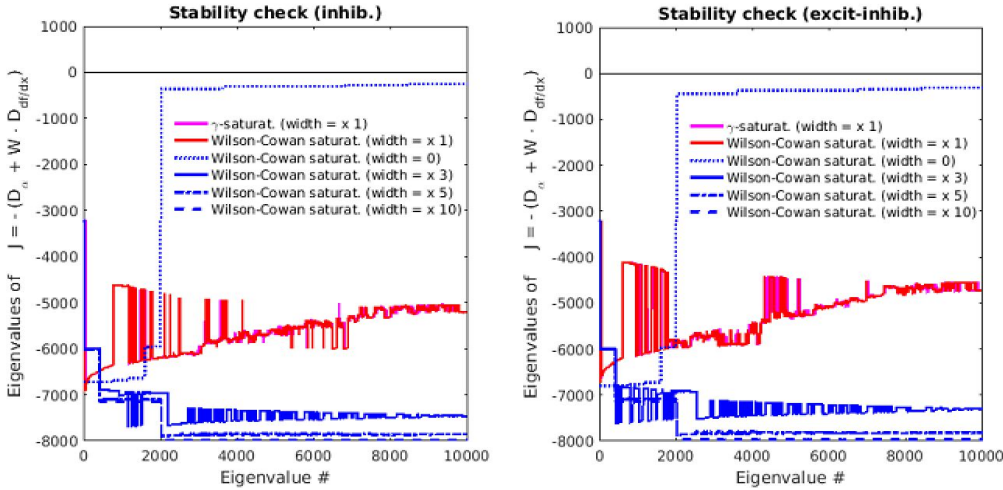 Stability check (inhib.)
Eigenvalues of J = - (D_α + W · D_df/dx)
1000
0
-1000
-2000
-3000
-4000
-5000
-6000
-7000
-8000
γ-saturat. (width = x 1)
Wilson-Cowan saturat. (width = x 1)
Wilson-Cowan saturat. (width = 0)
Wilson-Cowan saturat. (width = x 3)
Wilson-Cowan saturat. (width = x 5)
Wilson-Cowan saturat. (width = x 10)
0 2000 4000 6000 8000 10000
Eigenvalue #
Stability check (excit-inhib.)
Eigenvalues of J = - (D_α + W · D_df/dx)
1000
0
-1000
-2000
-3000
-4000
-5000
-6000
-7000
-8000
γ-saturat. (width = x 1)
Wilson-Cowan saturat. (width = x 1)
Wilson-Cowan saturat. (width = 0)
Wilson-Cowan saturat. (width = x 3)
Wilson-Cowan saturat. (width = x 5)
Wilson-Cowan saturat. (width = x 10)
0 2000 4000 6000 8000 10000
Eigenvalue #